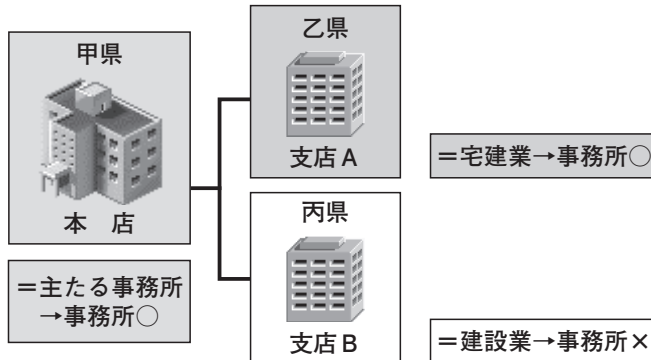 甲県
本　店
＝主たる事務所
→事務所○
乙県
支店A
＝宅建業→事務所○
丙県
支店B
＝建設業→事務所×